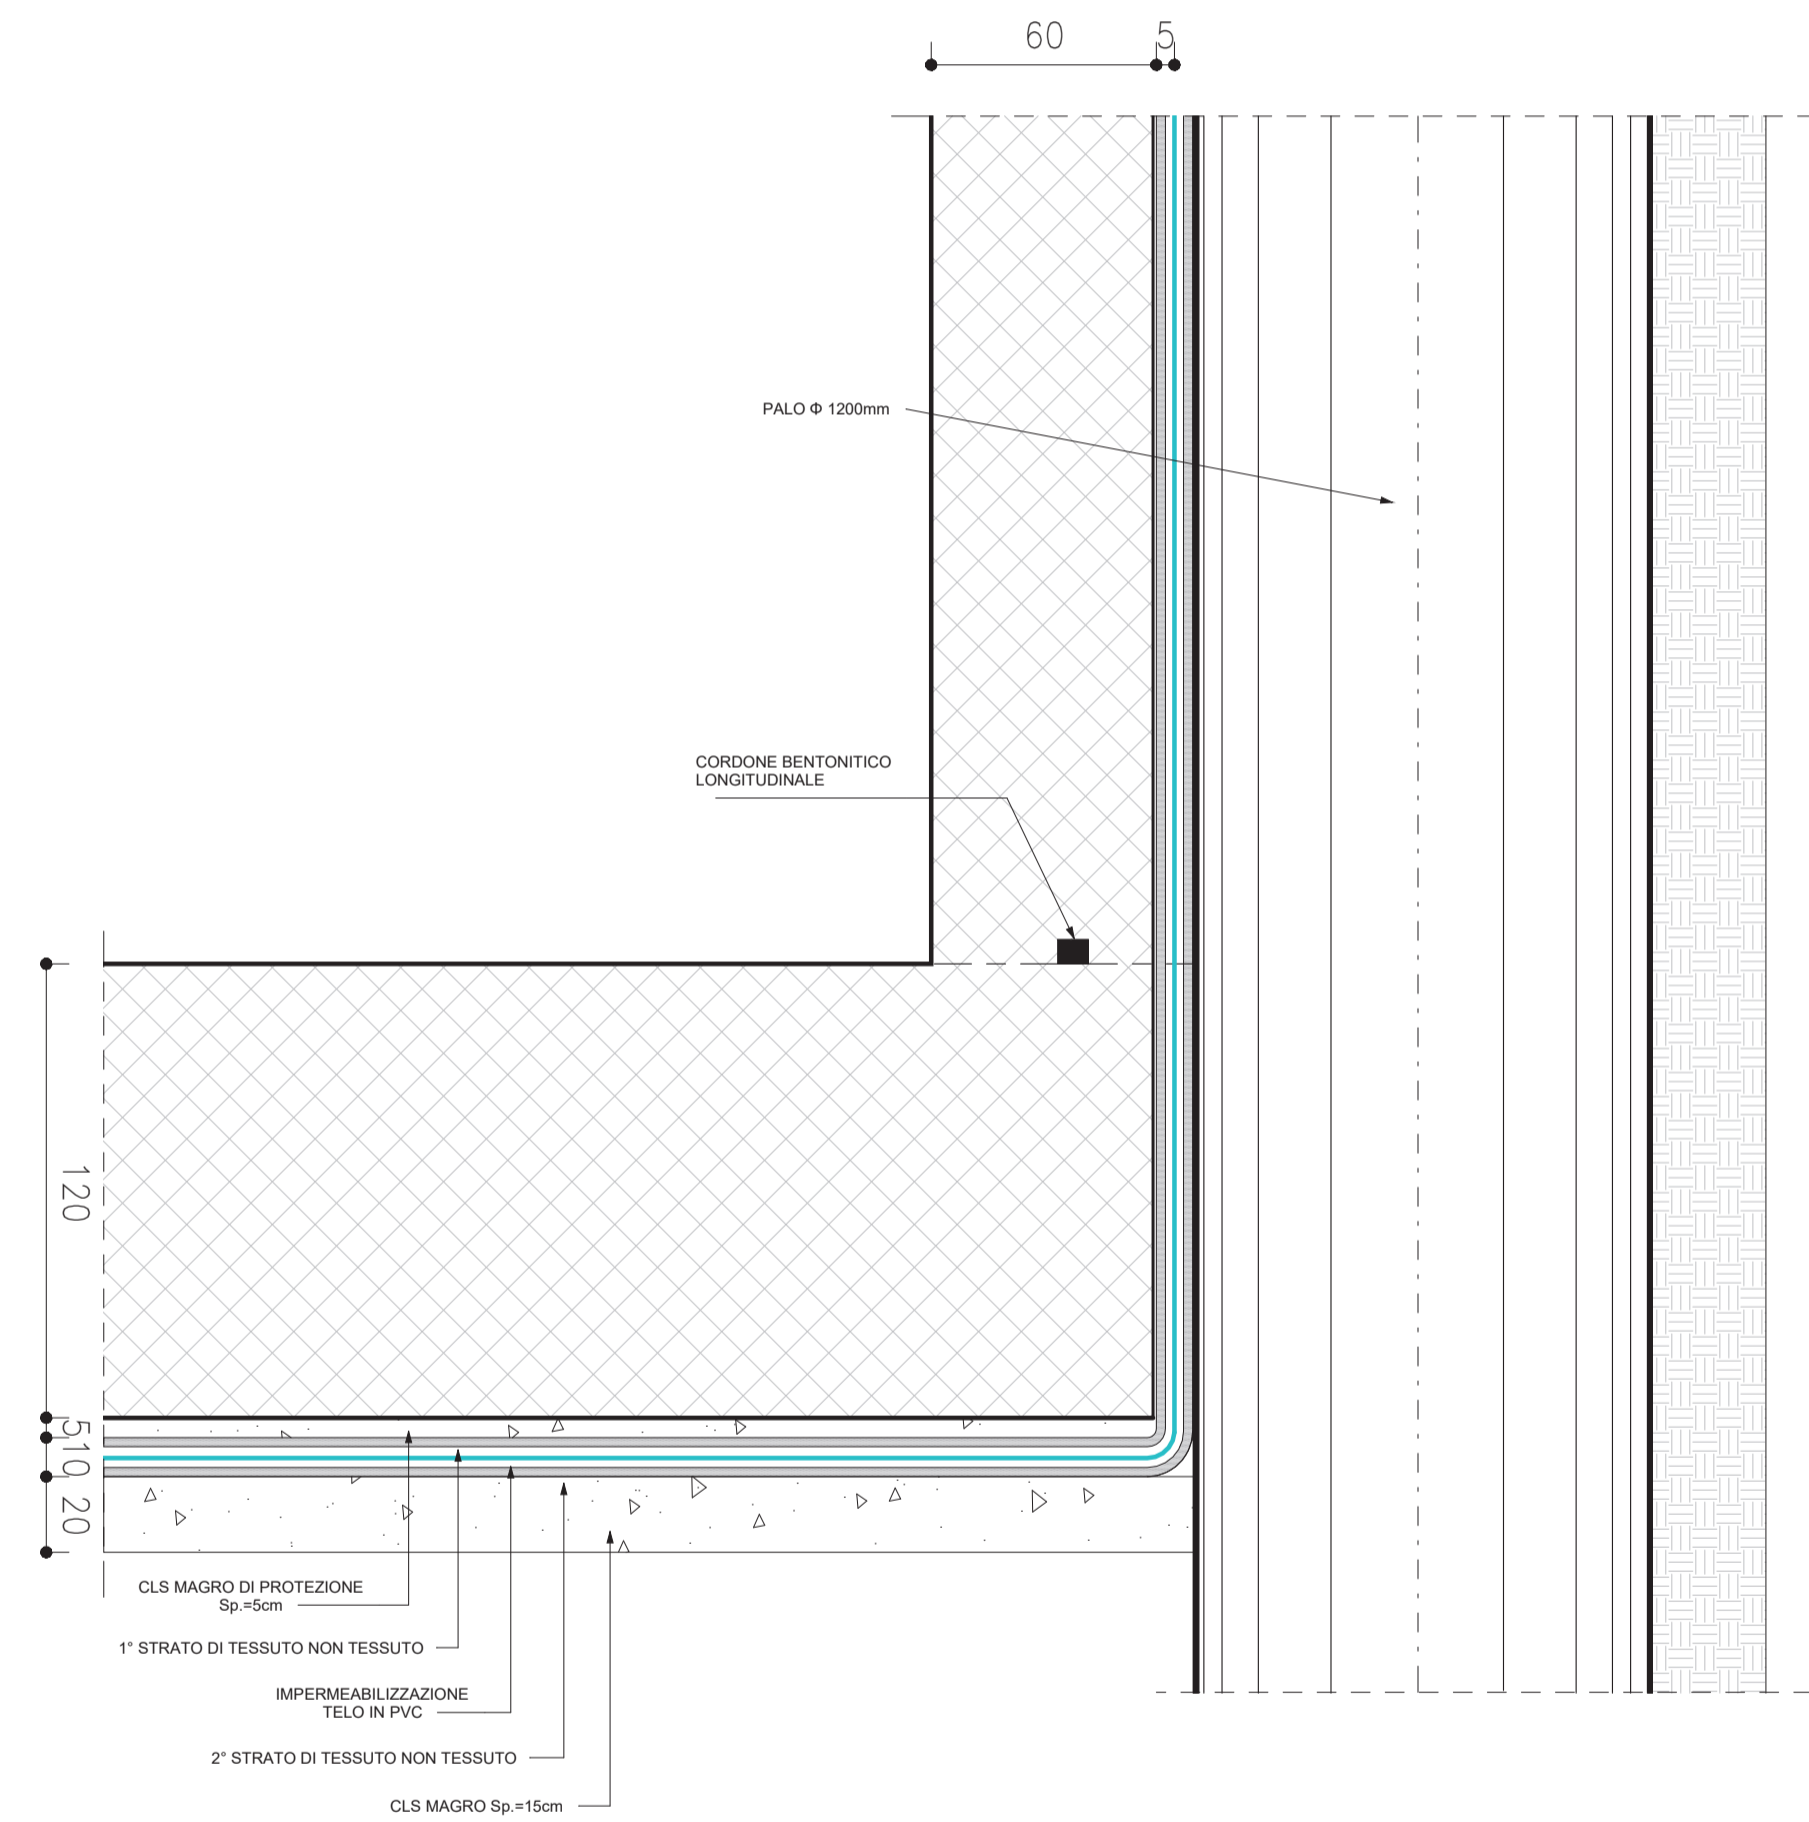 60
5
PALO Φ 1200mm
CORDONE BENTONITICO
LONGITUDINALE
120
5
10
20
CLS MAGRO DI PROTEZIONE
Sp.=5cm
1° STRATO DI TESSUTO NON TESSUTO
IMPERMEABILIZZAZIONE
TELO IN PVC
2° STRATO DI TESSUTO NON TESSUTO
CLS MAGRO Sp.=15cm